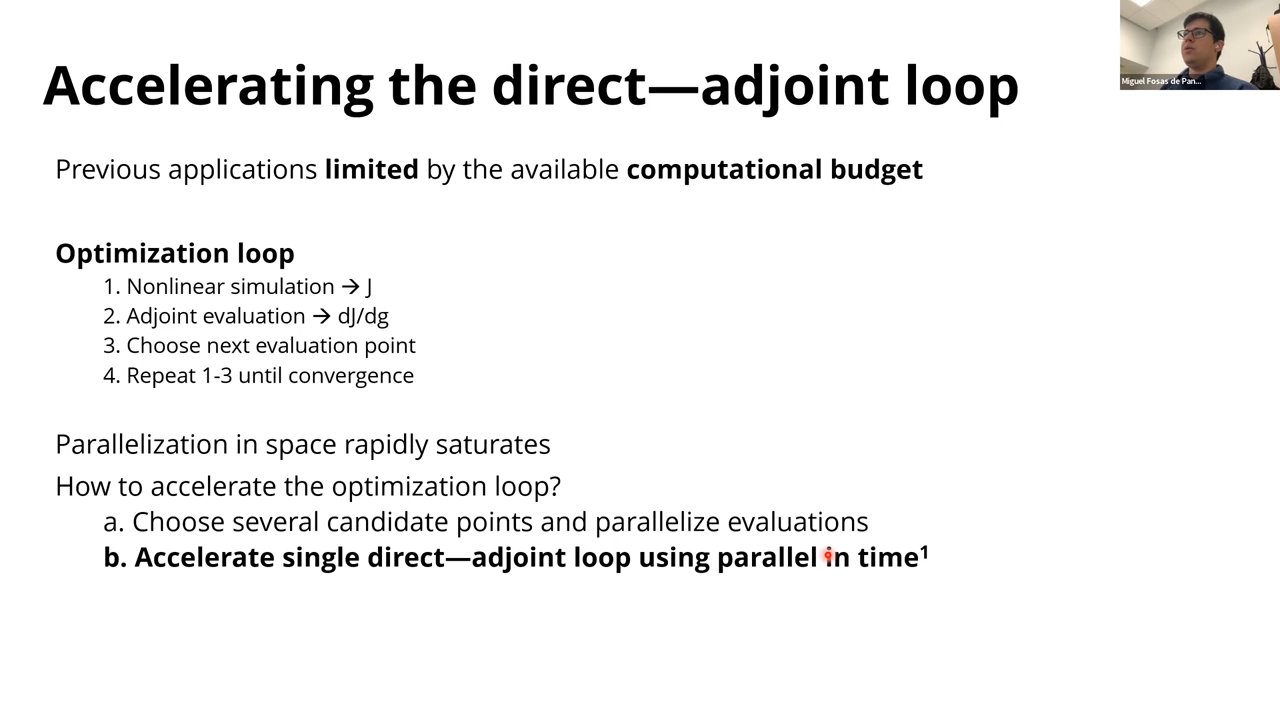 Accelerating the direct—adjoint loop
Miguel Fosas de Pan...
Previous applications limited by the available computational budget
Optimization loop
1. Nonlinear simulation → J
2. Adjoint evaluation → dJ/dg
3. Choose next evaluation point
4. Repeat 1-3 until convergence
Parallelization in space rapidly saturates
How to accelerate the optimization loop?
a. Choose several candidate points and parallelize evaluations
b. Accelerate single direct—adjoint loop using parallel in time¹